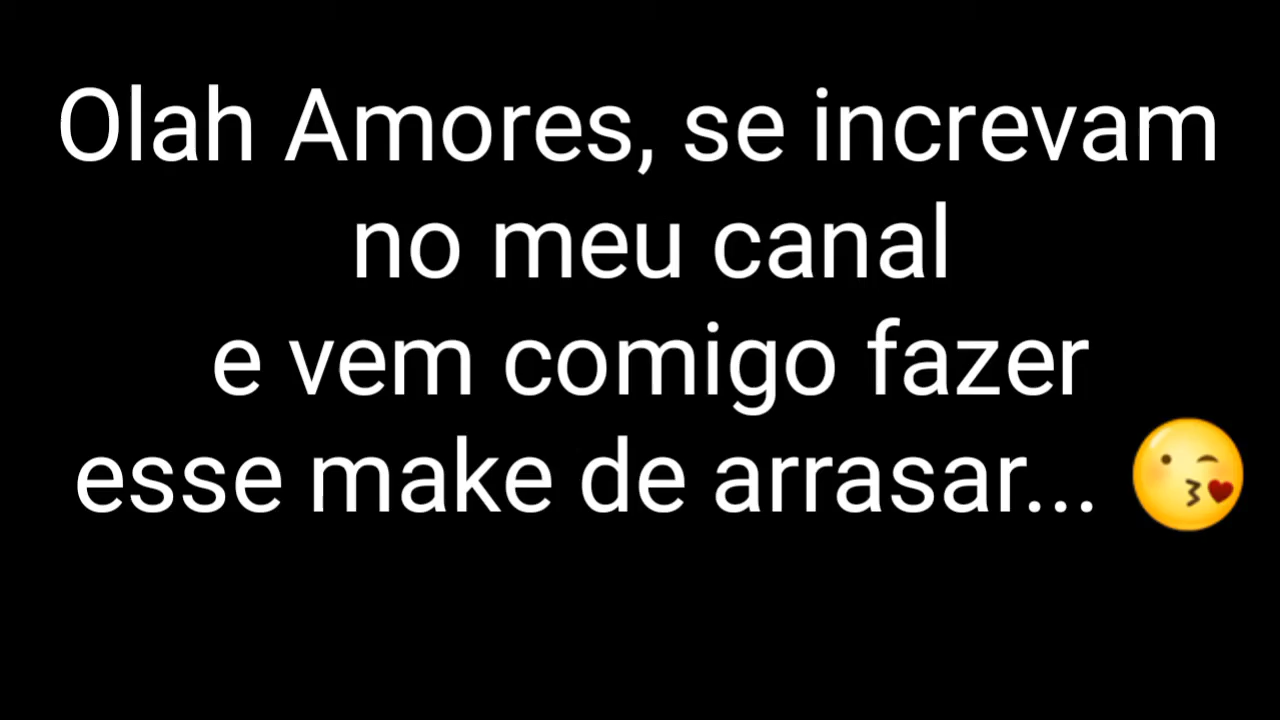 Olah Amores, se increvam
no meu canal
e vem comigo fazer
esse make de arrasar... 😘